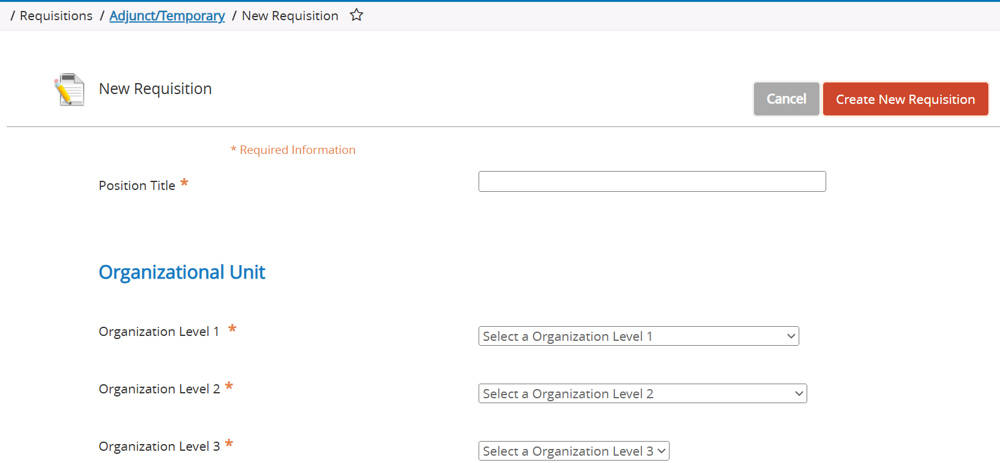 / Requisitions / Adjunct/Temporary / New Requisition
New Requisition
Cancel
Create New Requisition
* Required Information
Position Title *
Organizational Unit
Organization Level 1 *
Select a Organization Level 1
Organization Level 2 *
Select a Organization Level 2
Organization Level 3 *
Select a Organization Level 3